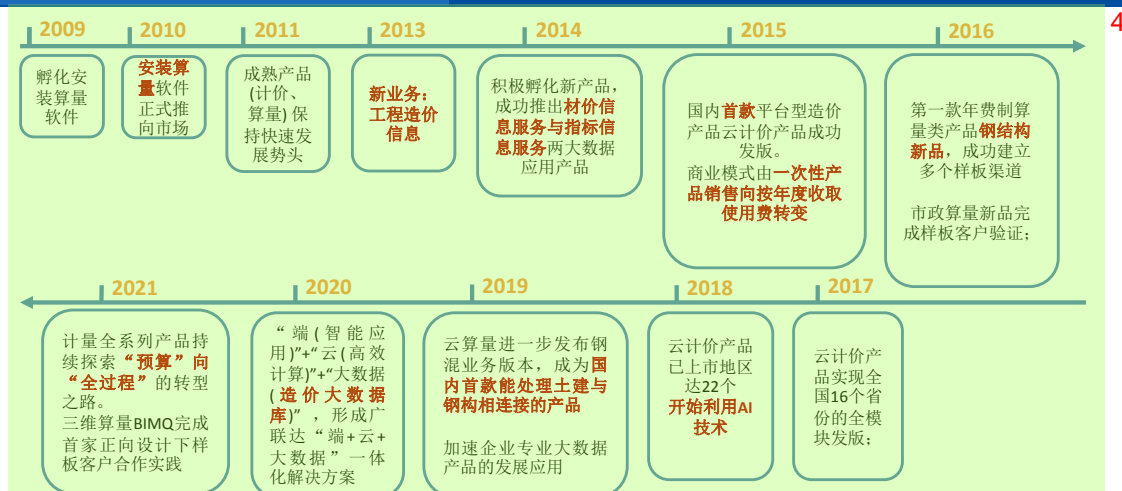 4
2009
2010
2011
2013
2014
2015
2016
孵化安
装算量
软件
安装算
量软件
正式推
向市场
成熟产品
(计价、
算量)保
持快速发
展势头
新业务：
工程造价
信息
积极孵化新产品，
成功推出材价信
息服务与指标信
息服务两大数据
应用产品
国内首款平台型造价
产品云计价产品成功
发版。
商业模式由一次性产
品销售向按年度收取
使用费转变
第一款年费制算
量类产品钢结构
新品，成功建立
多个样板渠道
市政算量新品完
成样板客户验证；
2021
2020
2019
2018
2017
计量全系列产品持
续探索“预算”向
“全过程”的转型
之路。
三维算量BIMQ完成
首家正向设计下样
板客户合作实践
“端(智能应
用)”+“云(高效
计算)”+“大数据
(造价大数据
库)”，形成广
联达“端+云+
大数据”一体
化解决方案
云算量进一步发布钢
混业务版本，成为国
内首款能处理土建与
钢构相连接的产品
加速企业专业大数据
产品的发展应用
云计价产品
已上市地区
达22个
开始利用AI
技术
云计价产
品实现全
国16个省
份的全模
块发版；